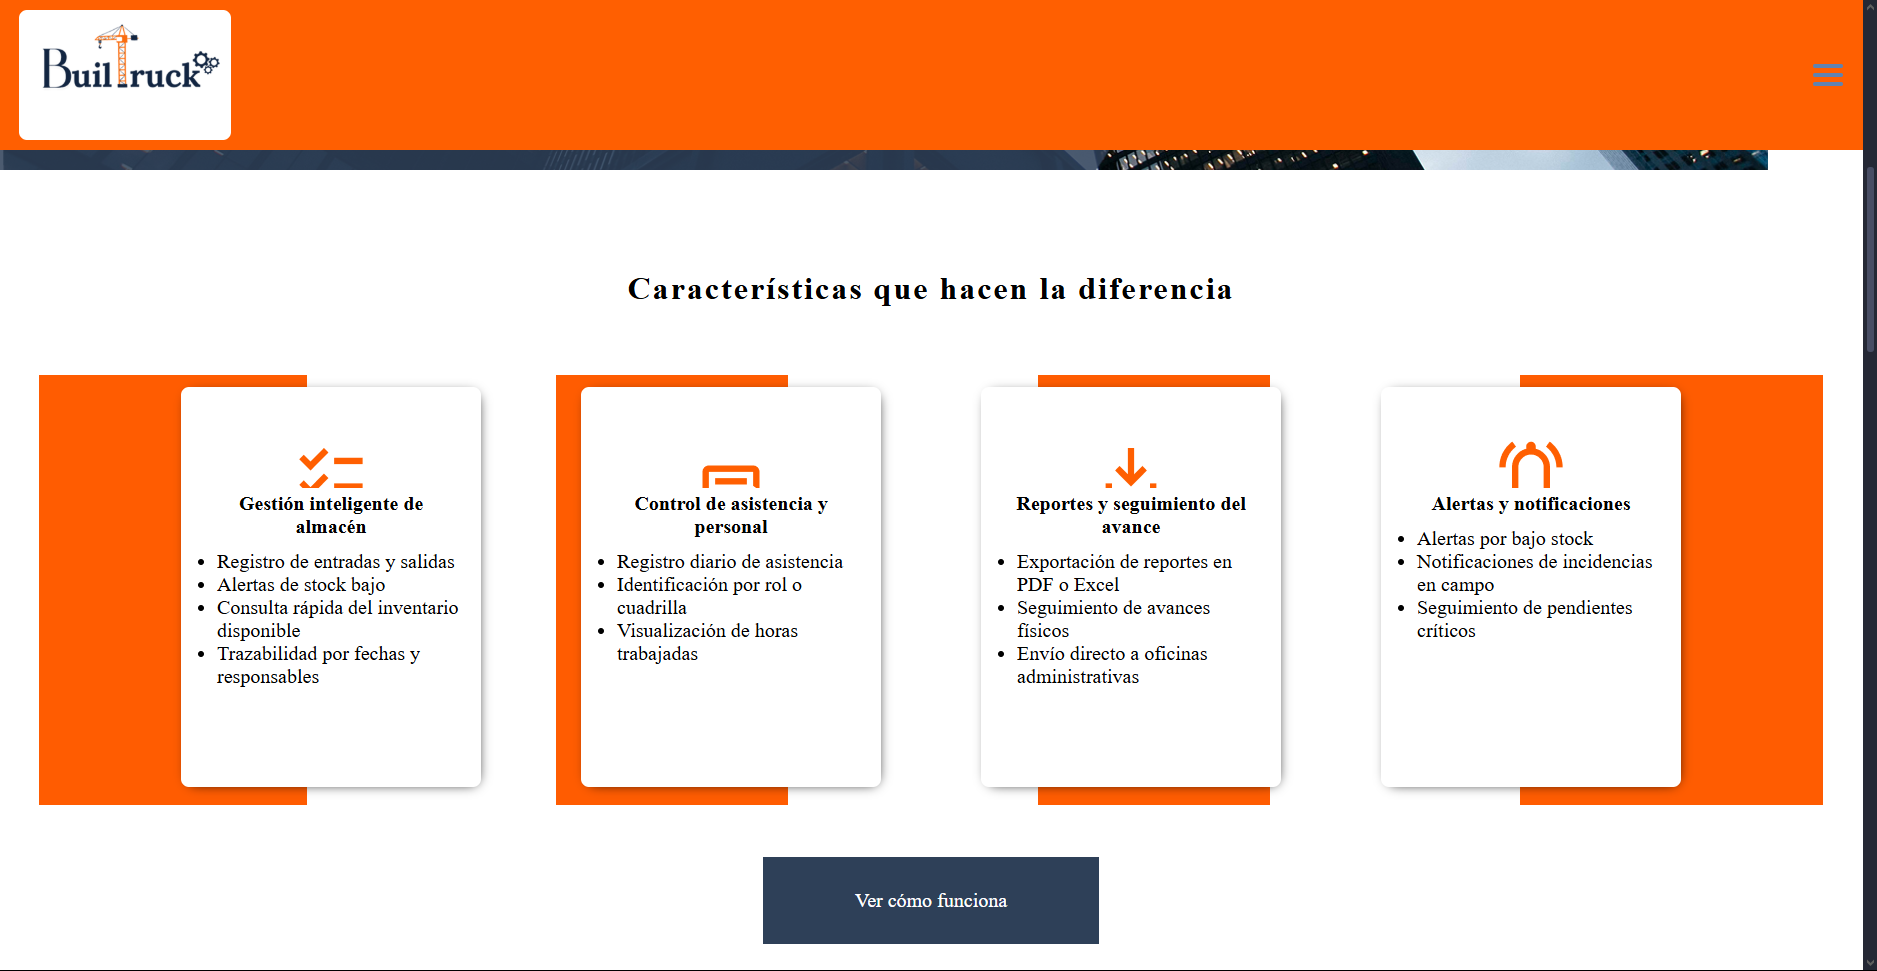 BuilTruck
Características que hacen la diferencia
Gestión inteligente de
almacén
Registro de entradas y salidas
Alertas de stock bajo
Consulta rápida del inventario
disponible
Trazabilidad por fechas y
responsables
Control de asistencia y
personal
Registro diario de asistencia
Identificación por rol o
cuadrilla
Visualización de horas
trabajadas
Reportes y seguimiento del
avance
Exportación de reportes en
PDF o Excel
Seguimiento de avances
físicos
Envío directo a oficinas
administrativas
Alertas y notificaciones
Alertas por bajo stock
Notificaciones de incidencias
en campo
Seguimiento de pendientes
críticos
Ver cómo funciona